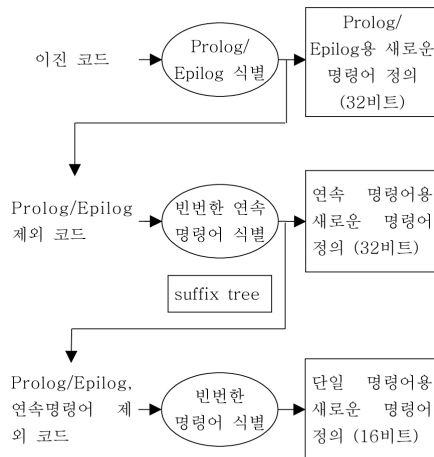 이진 코드
Prolog/
Epilog 식별
Prolog/
Epilog용 새로운
명령어 정의
(32비트)
Prolog/Epilog
제외 코드
빈번한 연속
명령어 식별
연속 명령어용
새로운 명령어
정의 (32비트)
suffix tree
Prolog/Epilog,
연속명령어 제
외 코드
빈번한
명령어 식별
단일 명령어용
새로운 명령어
정의 (16비트)